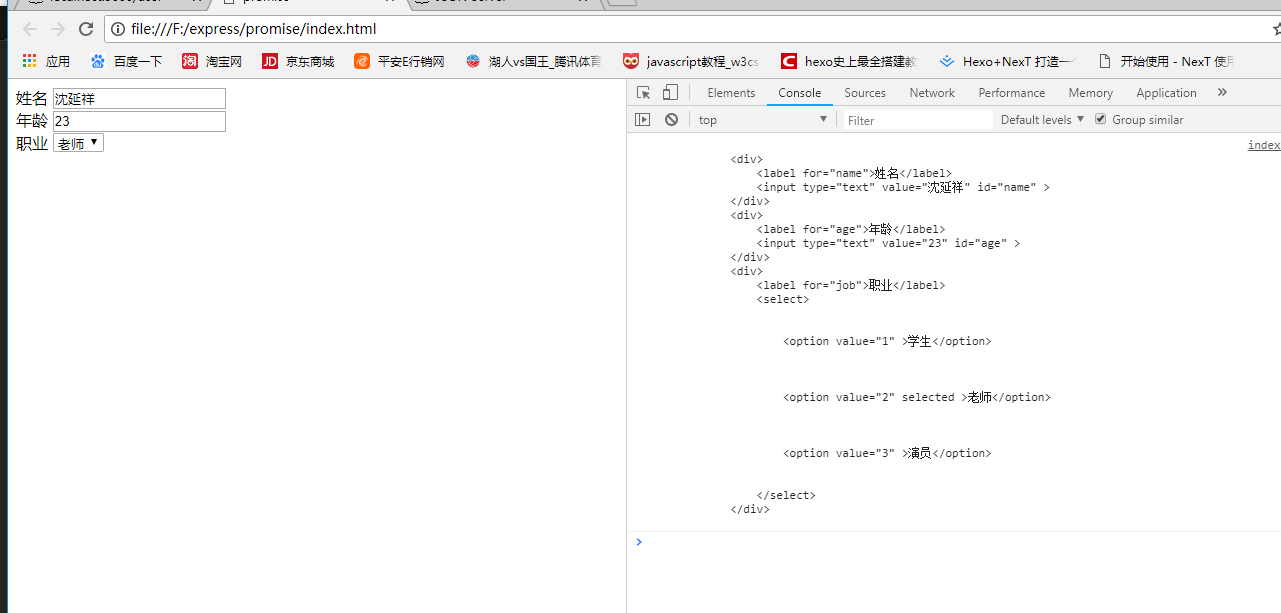 file:///F:/express/promise/index.html
应用 百度一下 淘宝网 京东商城 平安E行销网 湖人vs国王_腾讯体育 javascript教程_w3cs hexo史上最全搭建教 Hexo+NexT 打造一 开始使用 - NexT 使用
姓名 沈延祥
年龄 23
职业 老师
Elements Console Sources Network Performance Memory Application »
top Filter Default levels Group similar
index
<div>
<label for="name">姓名</label>
<input type="text" value="沈延祥" id="name" >
</div>
<div>
<label for="age">年龄</label>
<input type="text" value="23" id="age" >
</div>
<div>
<label for="job">职业</label>
<select>
<option value="1" >学生</option>
<option value="2" selected >老师</option>
<option value="3" >演员</option>
</select>
</div>